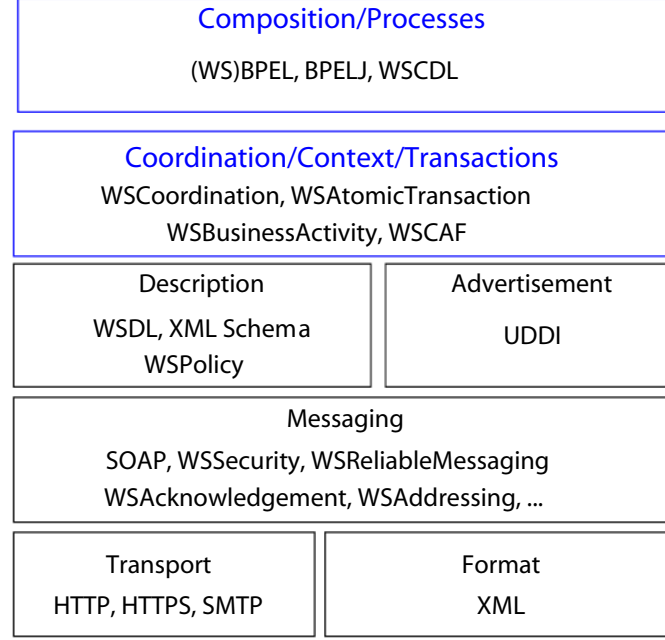 Composition/Processes
(WS)BPEL, BPELJ, WSCDL
Coordination/Context/Transactions
WSCoordination, WSAtomicTransaction
WSBusinessActivity, WSCAF
Description
WSDL, XML Schema
WSPolicy
Advertisement
UDDI
Messaging
SOAP, WSSecurity, WSReliableMessaging
WSAcknowledgement, WSAddressing, ...
Transport
HTTP, HTTPS, SMTP
Format
XML